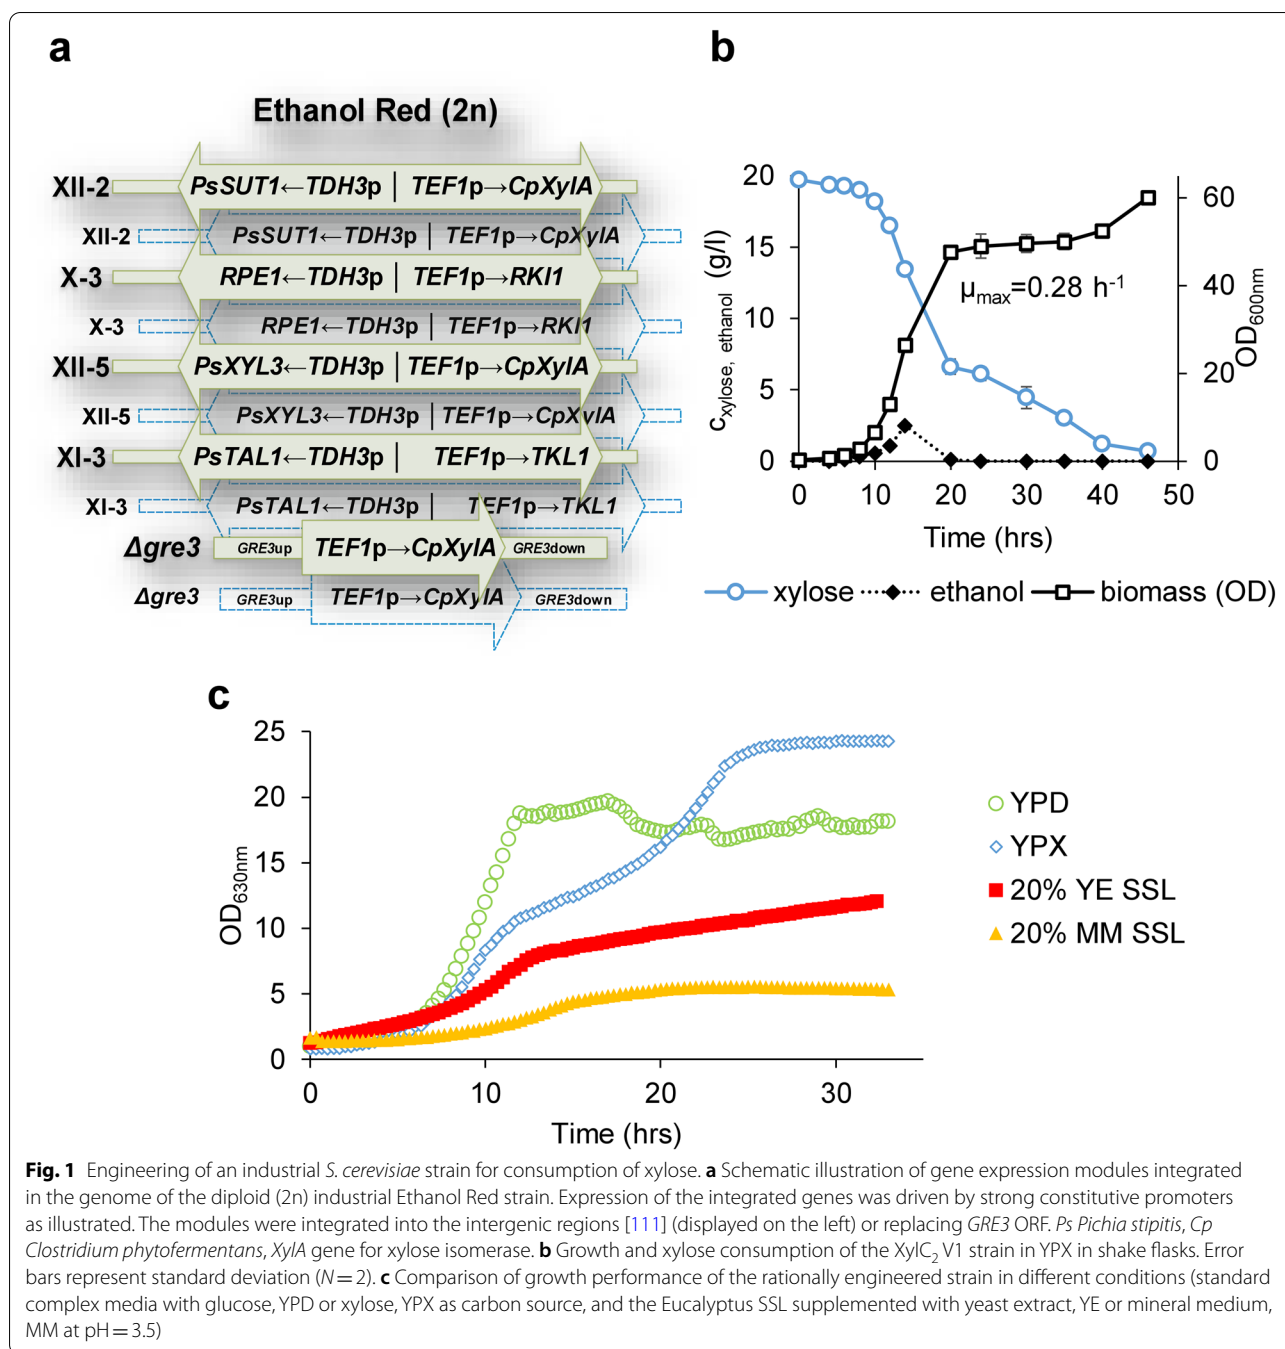 a
Ethanol Red (2n)
XII-2 PsSUT1←TDH3p | TEF1p→CpXylA
XII-2 PsSUT1←TDH3p | TEF1p→CpXylA
X-3 RPE1←TDH3p | TEF1p→RKI1
X-3 RPE1←TDH3p | TEF1p→RKI1
XII-5 PsXYL3←TDH3p | TEF1p→CpXylA
XII-5 PsXYL3←TDH3p | TEF1p→CpXylA
XI-3 PsTAL1←TDH3p | TEF1p→TKL1
XI-3 PsTAL1←TDH3p | TEF1p→TKL1
Δgre3 GRE3up TEF1p→CpXylA GRE3down
Δgre3 GRE3up TEF1p→CpXylA GRE3down
b
cxylose, ethanol (g/l)
20
15
10
5
0
60
40
20
0
OD600nm
μmax=0.28 h-1
0 10 20 30 40 50
Time (hrs)
xylose ethanol biomass (OD)
c
OD630nm
25
20
15
10
5
0
0 10 20 30
Time (hrs)
YPD
YPX
20% YE SSL
20% MM SSL
Fig. 1 Engineering of an industrial S. cerevisiae strain for consumption of xylose. a Schematic illustration of gene expression modules integrated
in the genome of the diploid (2n) industrial Ethanol Red strain. Expression of the integrated genes was driven by strong constitutive promoters
as illustrated. The modules were integrated into the intergenic regions [111] (displayed on the left) or replacing GRE3 ORF. Ps Pichia stipitis, Cp
Clostridium phytofermentans, XylA gene for xylose isomerase. b Growth and xylose consumption of the XylC2 V1 strain in YPX in shake flasks. Error
bars represent standard deviation (N = 2). c Comparison of growth performance of the rationally engineered strain in different conditions (standard
complex media with glucose, YPD or xylose, YPX as carbon source, and the Eucalyptus SSL supplemented with yeast extract, YE or mineral medium,
MM at pH = 3.5)